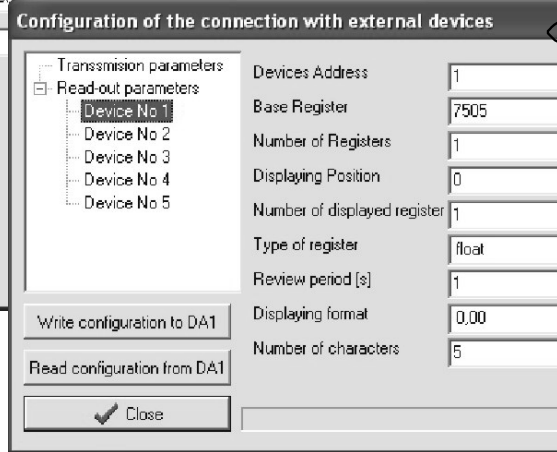 Configuration of the connection with external devices
Transsmision parameters
Read-out parameters
Device No 1
Device No 2
Device No 3
Device No 4
Device No 5
Write configuration to DA1
Read configuration from DA1
Close
Devices Address 1
Base Register 7505
Number of Registers 1
Displaying Position 0
Number of displayed register 1
Type of register float
Review period [s] 1
Displaying format 0,00
Number of characters 5